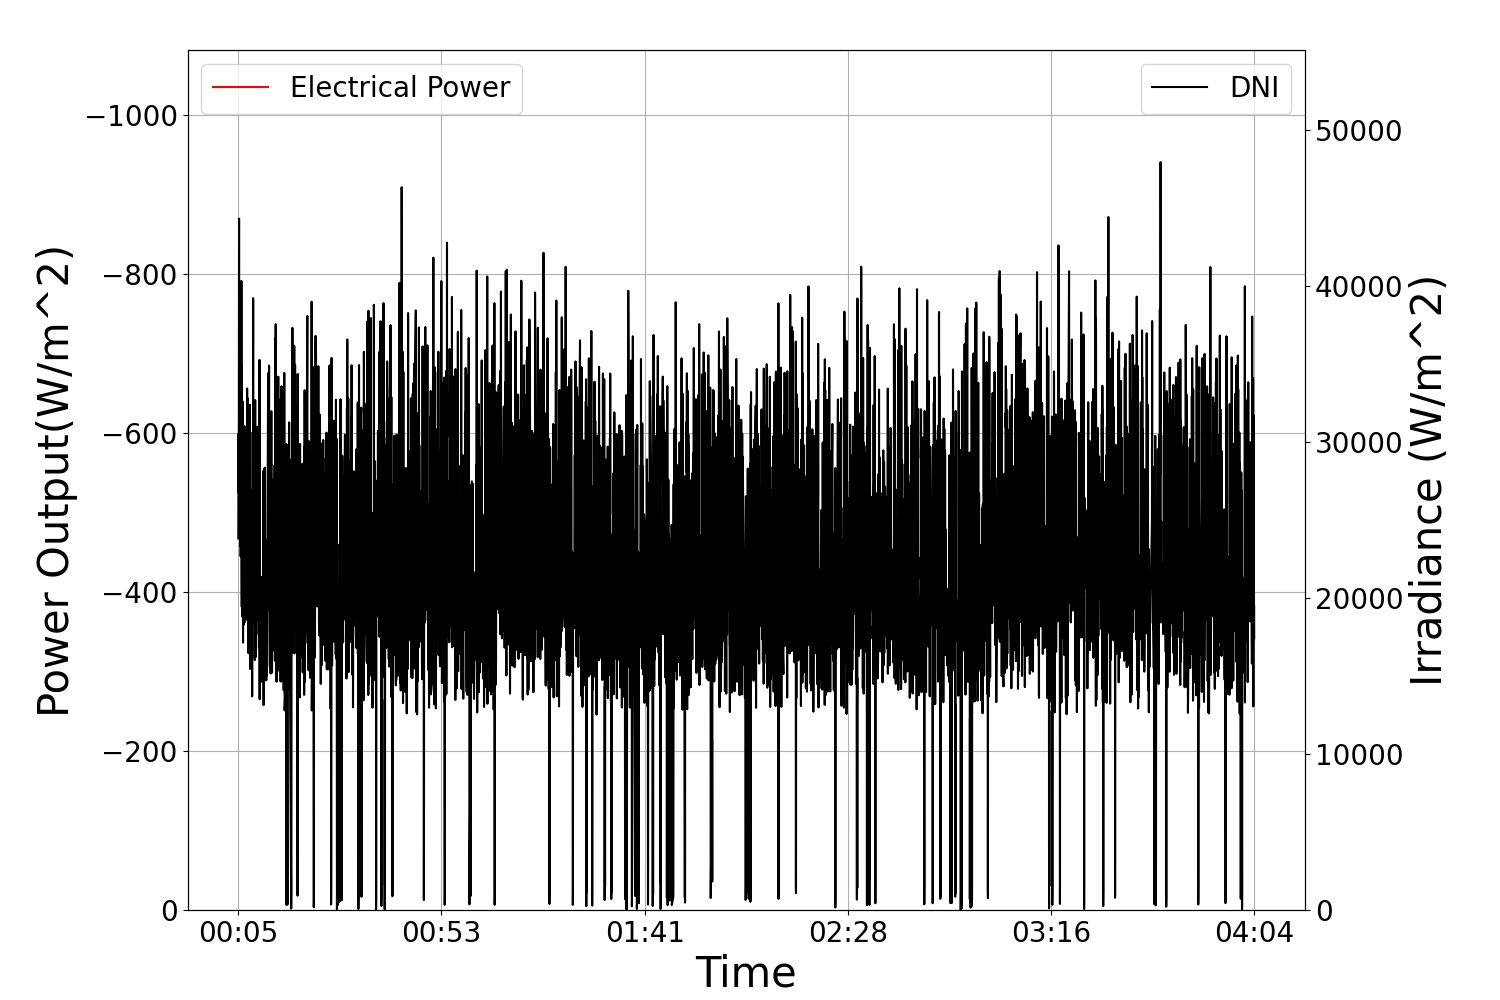 Electrical Power
DNI
−1000
−800
−600
−400
−200
0
Power Output(W/m^2)
50000
40000
30000
20000
10000
0
Irradiance (W/m^2)
00:05 00:53 01:41 02:28 03:16 04:04
Time